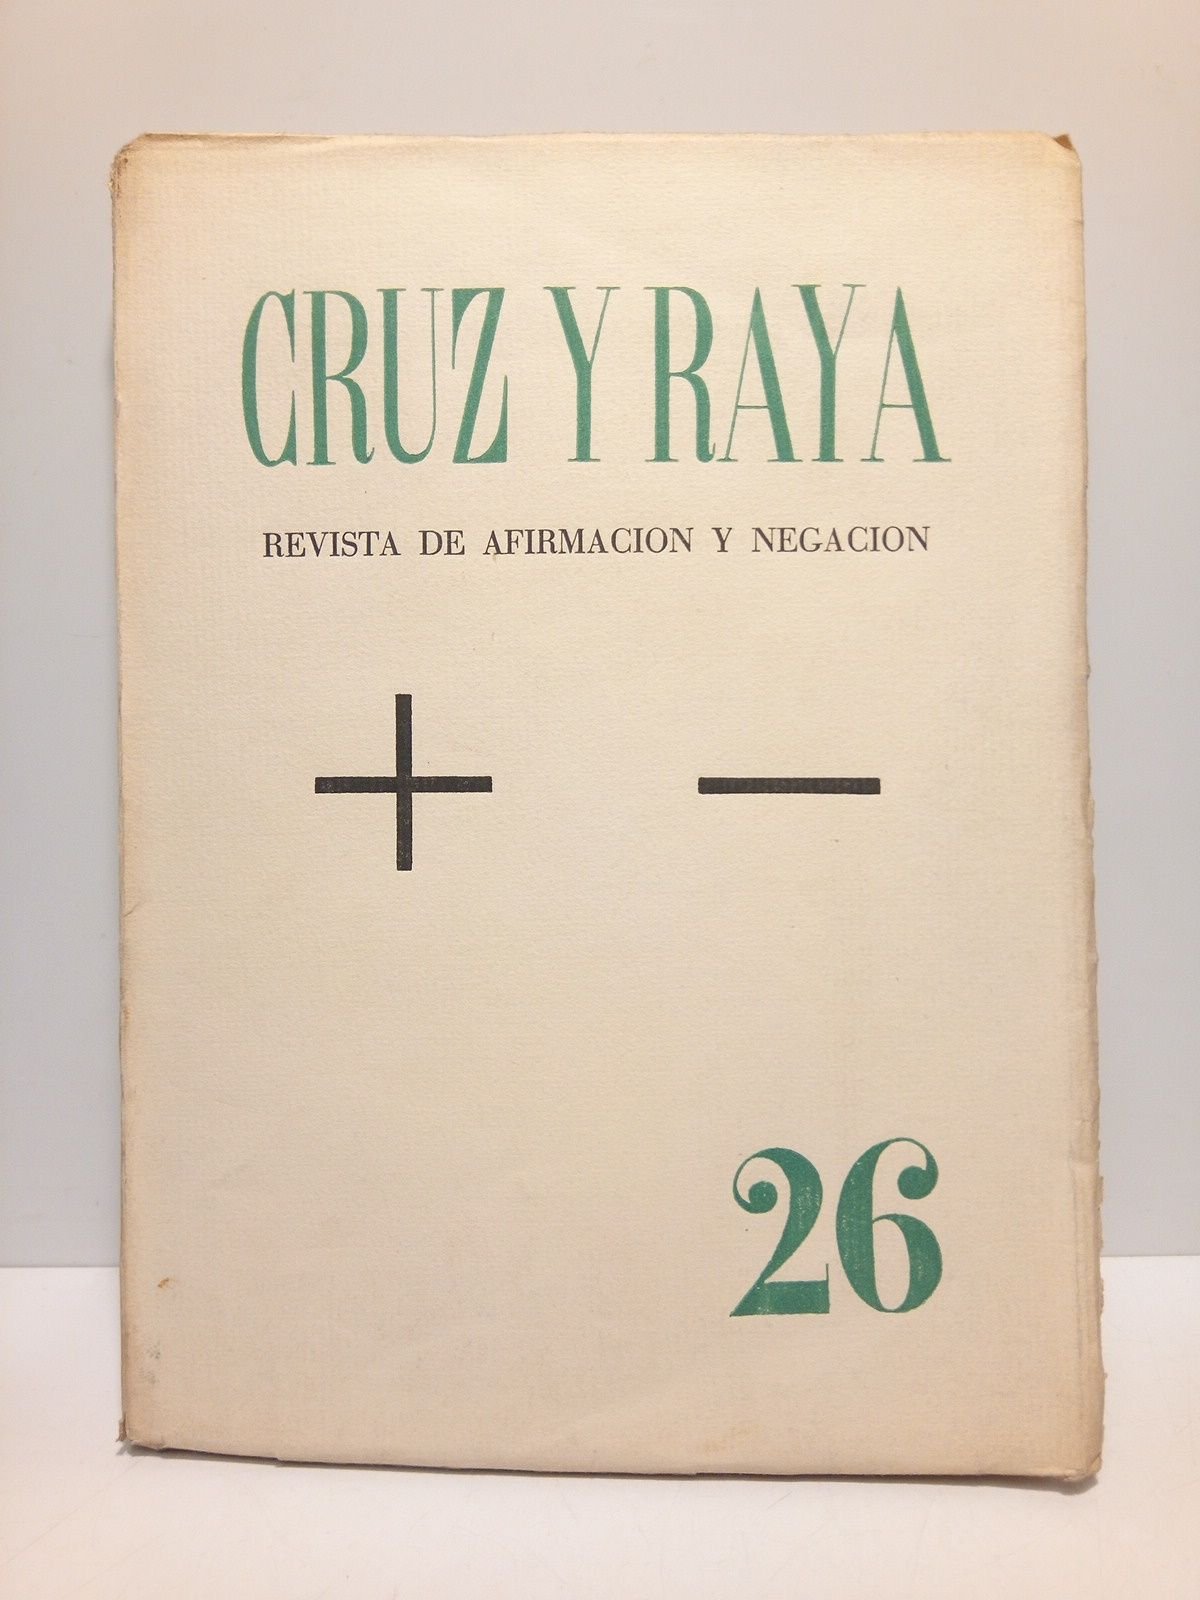 CRUZ Y RAYA
REVISTA DE AFIRMACION Y NEGACION
+ —
26